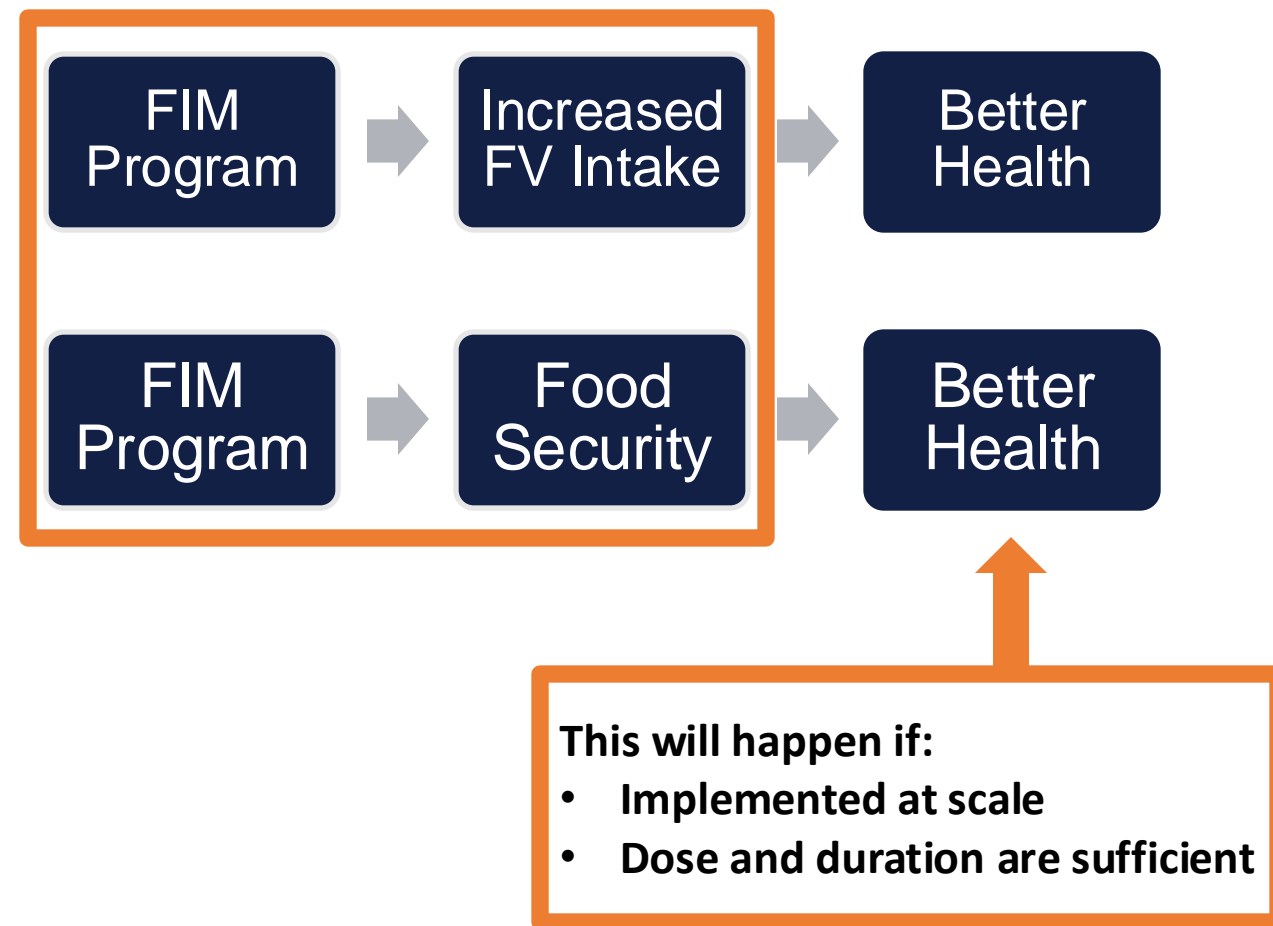 FIM
Program
Increased
FV Intake
Better
Health
FIM
Program
Food
Security
Better
Health
This will happen if:
• Implemented at scale
• Dose and duration are sufficient